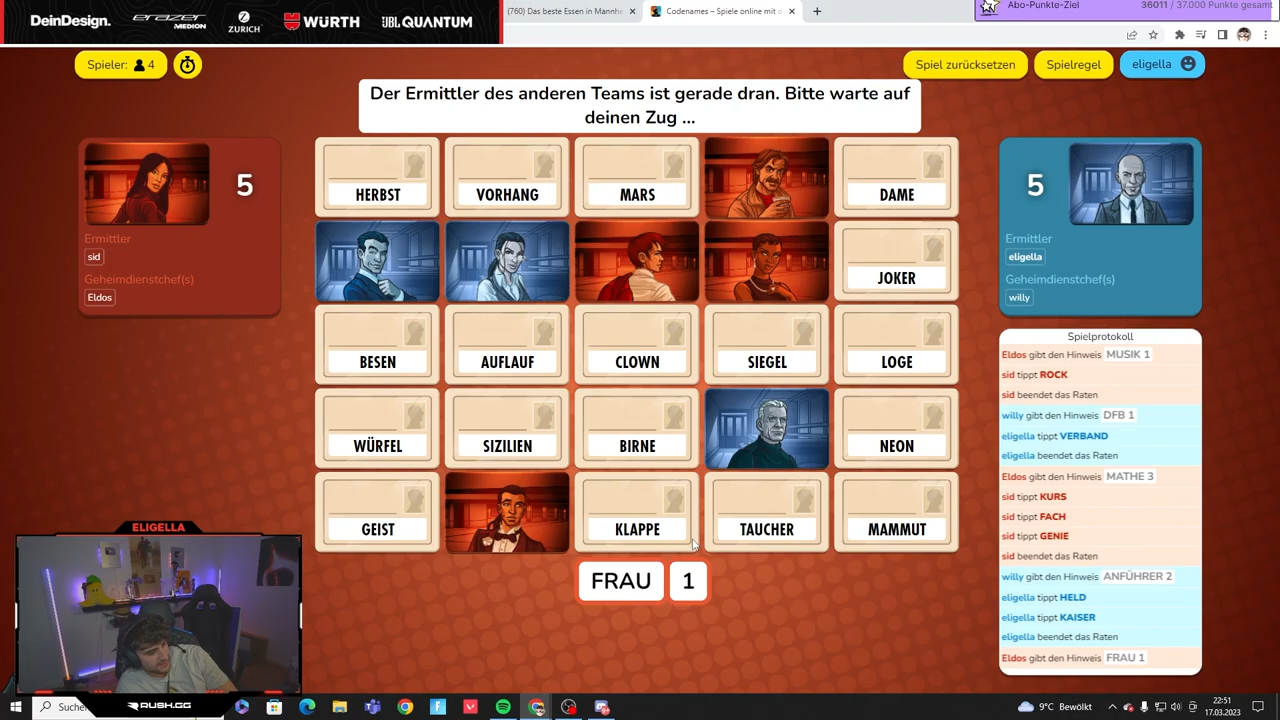 DeinDesign.
erazer
MEDION
ZURICH
WÜRTH
JBL QUANTUM
(760) Das beste Essen in Mannhe
Codenames – Spiele online mit d
Abo-Punkte-Ziel
36011 / 37.000 Punkte gesamt
Spieler: 4
Spiel zurücksetzen
Spielregel
eligella
Der Ermittler des anderen Teams ist gerade dran. Bitte warte auf
deinen Zug ...
5
Ermittler
sid
Geheimdienstchef(s)
Eldos
HERBST
VORHANG
MARS
DAME
JOKER
BESEN
AUFLAUF
CLOWN
SIEGEL
LOGE
WÜRFEL
SIZILIEN
BIRNE
NEON
GEIST
KLAPPE
TAUCHER
MAMMUT
FRAU 1
5
Ermittler
eligella
Geheimdienstchef(s)
willy
Spielprotokoll
Eldos gibt den Hinweis MUSIK 1
sid tippt ROCK
sid beendet das Raten
willy gibt den Hinweis DFB 1
eligella tippt VERBAND
eligella beendet das Raten
Eldos gibt den Hinweis MATHE 3
sid tippt KURS
sid tippt FACH
sid tippt GENIE
sid beendet das Raten
willy gibt den Hinweis ANFÜHRER 2
eligella tippt HELD
eligella tippt KAISER
eligella beendet das Raten
Eldos gibt den Hinweis FRAU 1
ELIGELLA
RUSH.GG
Suche
9°C Bewölkt
22:51
17.03.2023